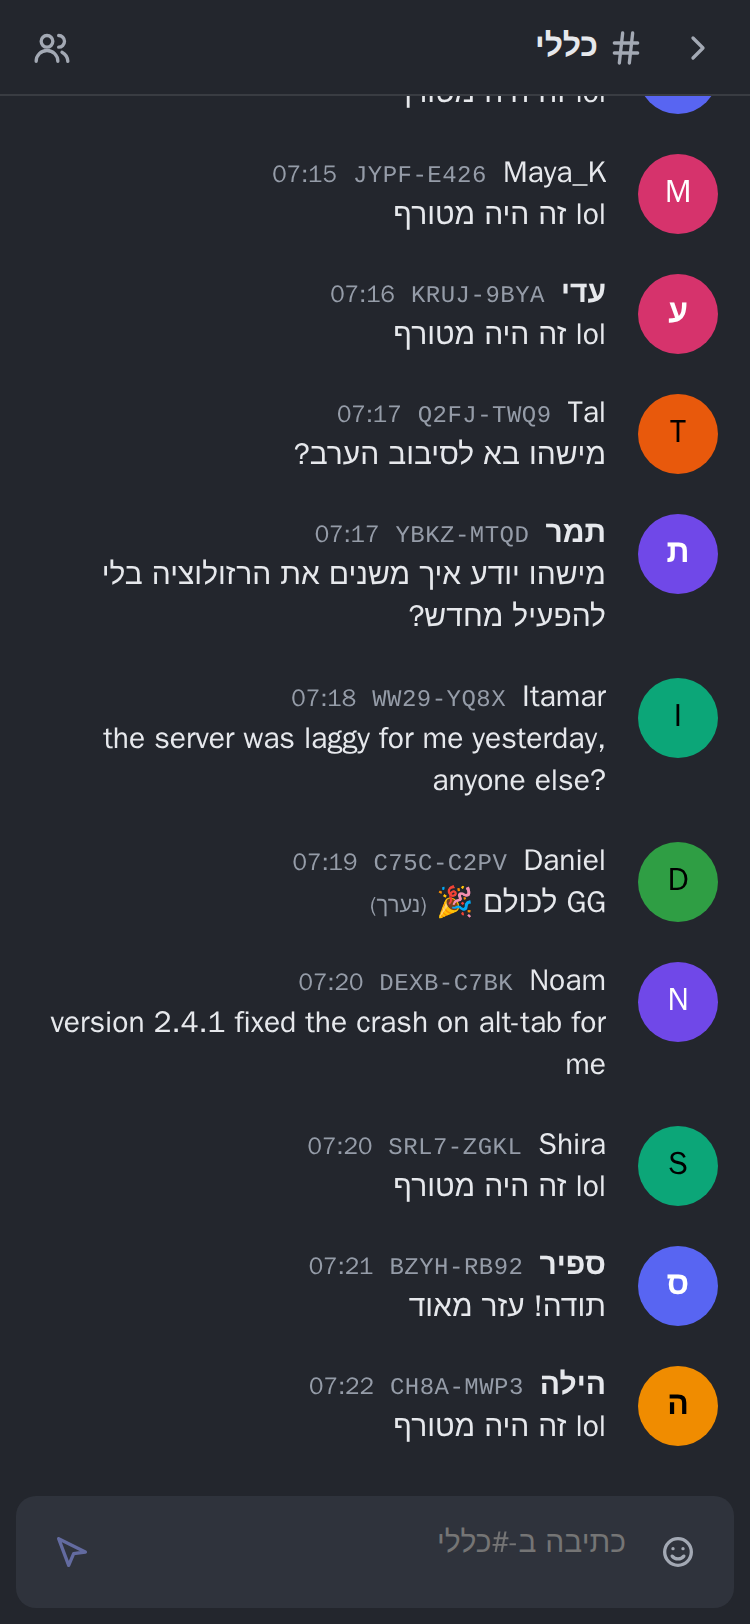 # כללי
lol זה היה מטורף
M
Maya_K JYPF-E426 07:15
lol זה היה מטורף
ע
עדי KRUJ-9BYA 07:16
lol זה היה מטורף
T
Tal Q2FJ-TWQ9 07:17
מישהו בא לסיבוב הערב?
ת
תמר YBKZ-MTQD 07:17
מישהו יודע איך משנים את הרזולוציה בלי
להפעיל מחדש?
I
Itamar WW29-YQ8X 07:18
the server was laggy for me yesterday,
anyone else?
D
Daniel C75C-C2PV 07:19
GG לכולם 🎉 (נערך)
N
Noam DEXB-C7BK 07:20
version 2.4.1 fixed the crash on alt-tab for
me
S
Shira SRL7-ZGKL 07:20
lol זה היה מטורף
ס
ספיר BZYH-RB92 07:21
תודה! עזר מאוד
ה
הילה CH8A-MWP3 07:22
lol זה היה מטורף
כתיבה ב-#כללי